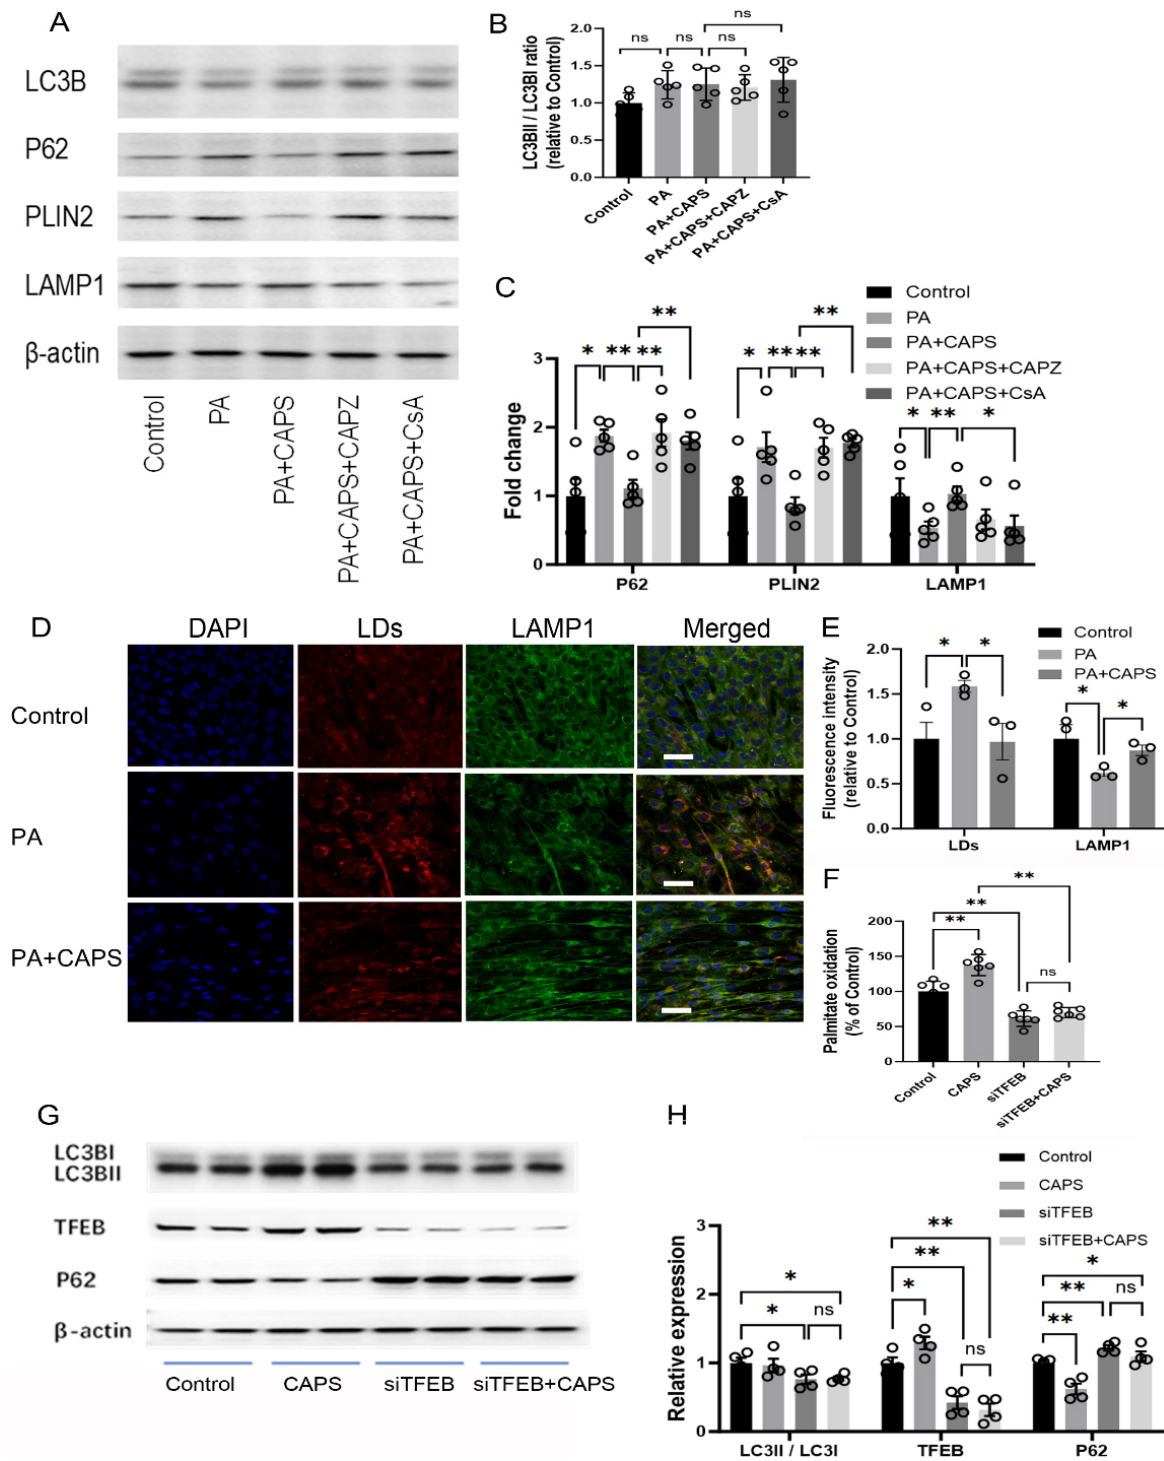 A
LC3B
P62
PLIN2
LAMP1
β-actin
Control
PA
PA+CAPS
PA+CAPS+CAPZ
PA+CAPS+CsA
B
LC3BII / LC3BI ratio
(relative to Control)
2.0
1.5
1.0
0.5
0.0
ns
ns
ns
ns
Control
PA
PA+CAPS
PA+CAPS+CAPZ
PA+CAPS+CsA
C
Control
PA
PA+CAPS
PA+CAPS+CAPZ
PA+CAPS+CsA
Fold change
3
2
1
0
* ** ** **
* ** ** **
* ** *
P62
PLIN2
LAMP1
D
DAPI
LDs
LAMP1
Merged
Control
PA
PA+CAPS
E
Control
PA
PA+CAPS
Fluorescence intensity
(relative to Control)
2.0
1.5
1.0
0.5
0.0
* *
* *
LDs
LAMP1
F
Palmitate oxidation
(% of Control)
200
150
100
50
0
**
**
**
ns
Control
CAPS
siTFEB
siTFEB+CAPS
G
LC3BI
LC3BII
TFEB
P62
β-actin
Control
CAPS
siTFEB
siTFEB+CAPS
H
Control
CAPS
siTFEB
siTFEB+CAPS
Relative expression
3
2
1
0
*
* ns
**
**
*
ns
*
** ns
**
LC3II / LC3I
TFEB
P62